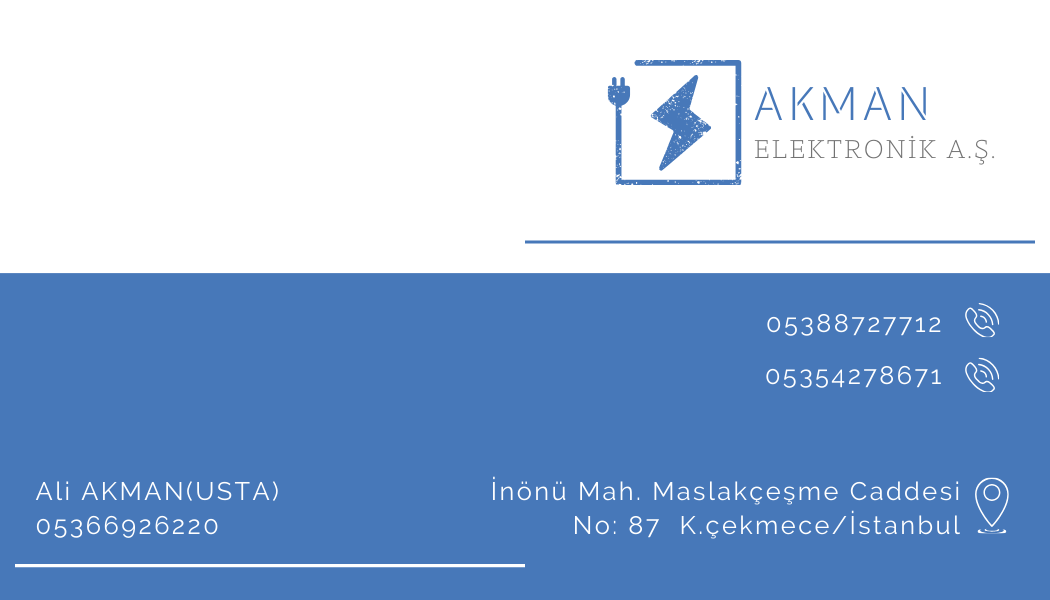 AKMAN
ELEKTRONİK A.Ş.
05388727712
05354278671
Ali AKMAN(USTA)
05366926220
İnönü Mah. Maslakçeşme Caddesi
No: 87 K.çekmece/İstanbul